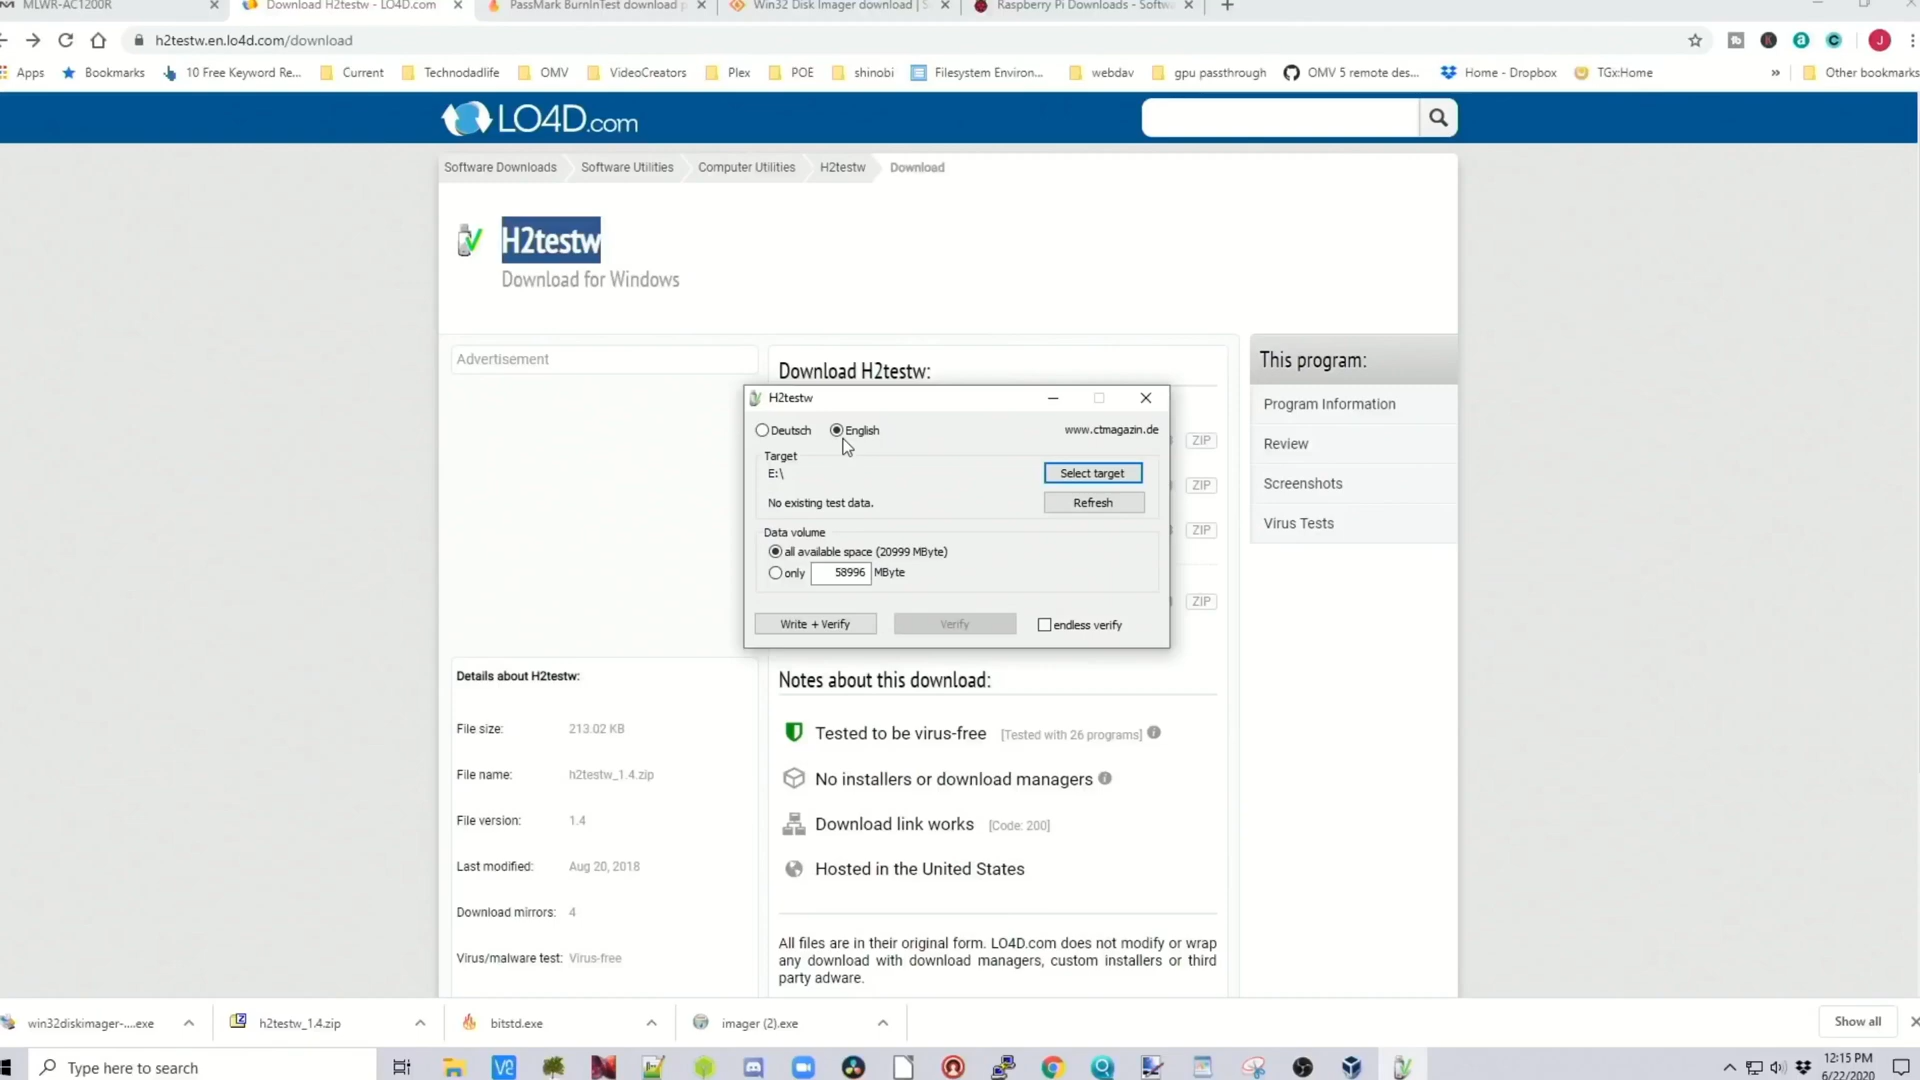 MLWR-AC1200R
Download H2testw - LO4D.com
PassMark BurnInTest download p
Win32 Disk Imager download | S
Raspberry Pi Downloads - Softw
h2testw.en.lo4d.com/download
J
Apps
Bookmarks
10 Free Keyword Re...
Current
Technodadlife
OMV
VideoCreators
Plex
POE
shinobi
Filesystem Environ...
webdav
gpu passthrough
OMV 5 remote des...
Home - Dropbox
TGx:Home
»
Other bookmarks
LO4D.com
Software Downloads
Software Utilities
Computer Utilities
H2testw
Download
H2testw
Download for Windows
Advertisement
Download H2testw:
This program:
Program Information
Review
Screenshots
Virus Tests
ZIP
ZIP
ZIP
ZIP
H2testw
Deutsch
English
www.ctmagazin.de
Target
E:\
Select target
No existing test data.
Refresh
Data volume
all available space (20999 MByte)
only 58996 MByte
Write + Verify
Verify
endless verify
Details about H2testw:
File size: 213.02 KB
File name: h2testw_1.4.zip
File version: 1.4
Last modified: Aug 20, 2018
Download mirrors: 4
Virus/malware test: Virus-free
Notes about this download:
Tested to be virus-free [Tested with 26 programs]
No installers or download managers
Download link works [Code: 200]
Hosted in the United States
All files are in their original form. LO4D.com does not modify or wrap
any download with download managers, custom installers or third
party adware.
win32diskimager-....exe
h2testw_1.4.zip
bitstd.exe
imager (2).exe
Show all
Type here to search
12:15 PM
6/22/2020